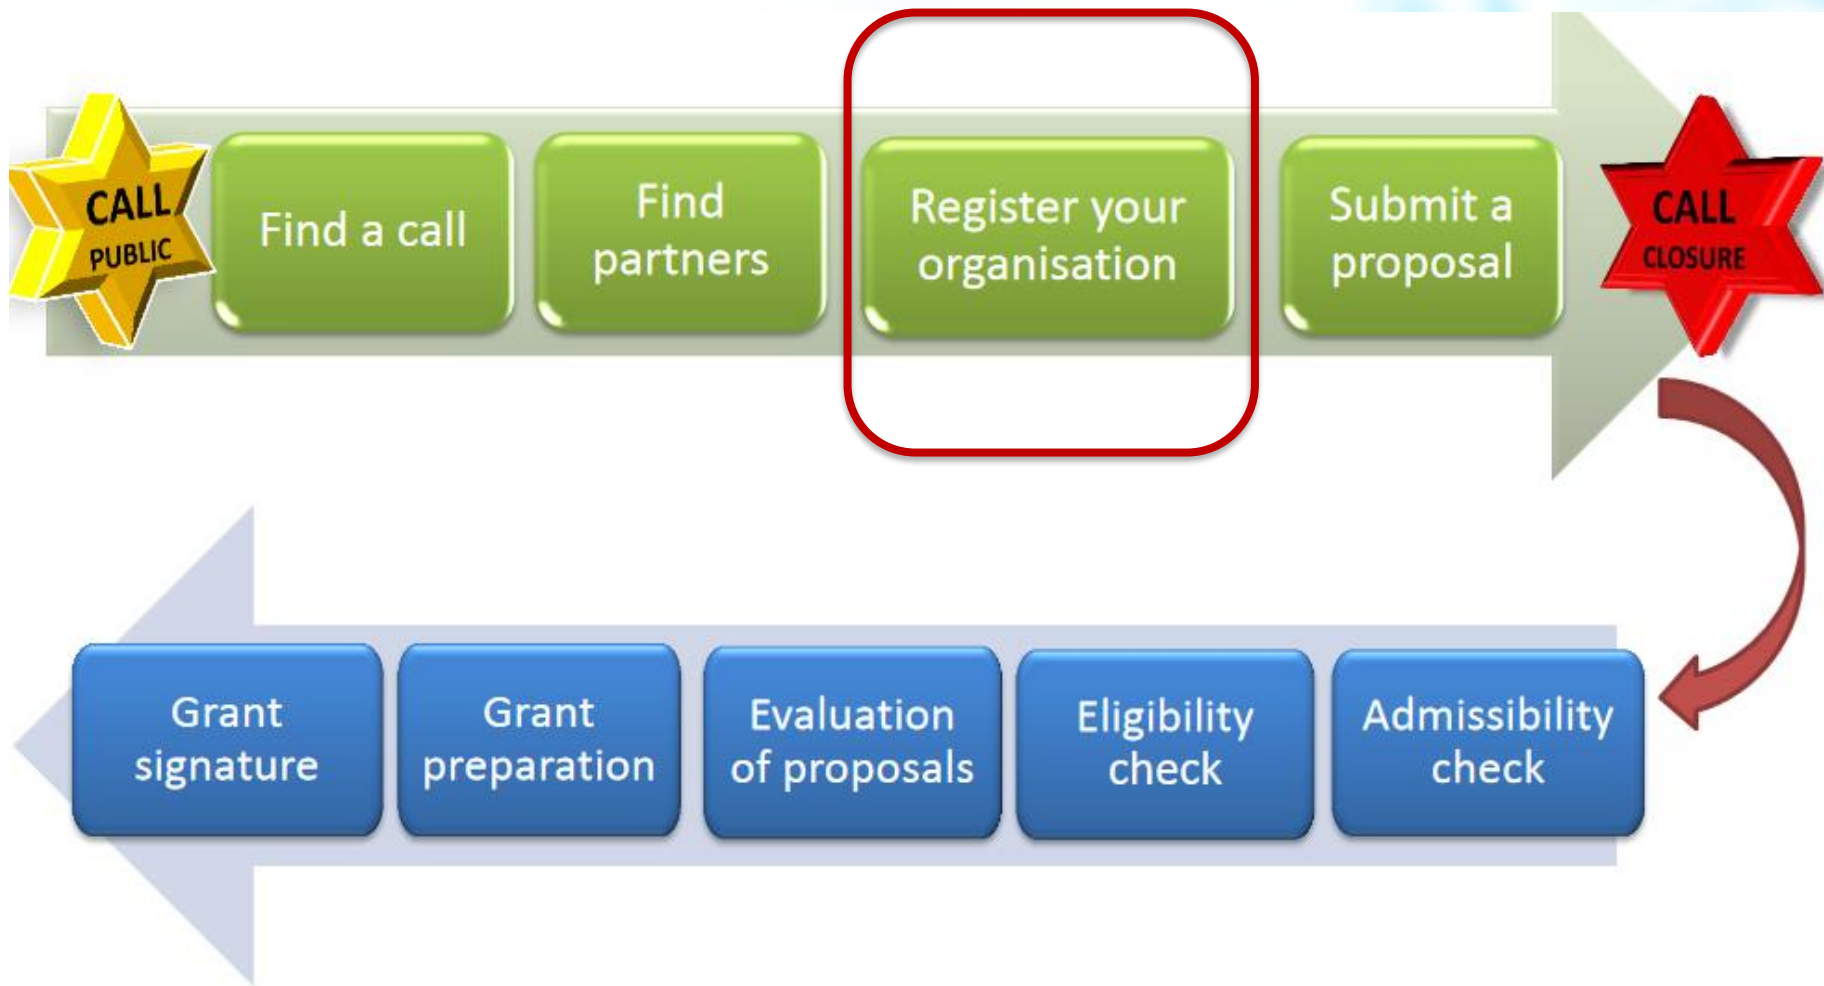 CALL
PUBLIC
Find a call
Find
partners
Register your
organisation
Submit a
proposal
CALL
CLOSURE
Admissibility
check
Eligibility
check
Evaluation
of proposals
Grant
preparation
Grant
signature